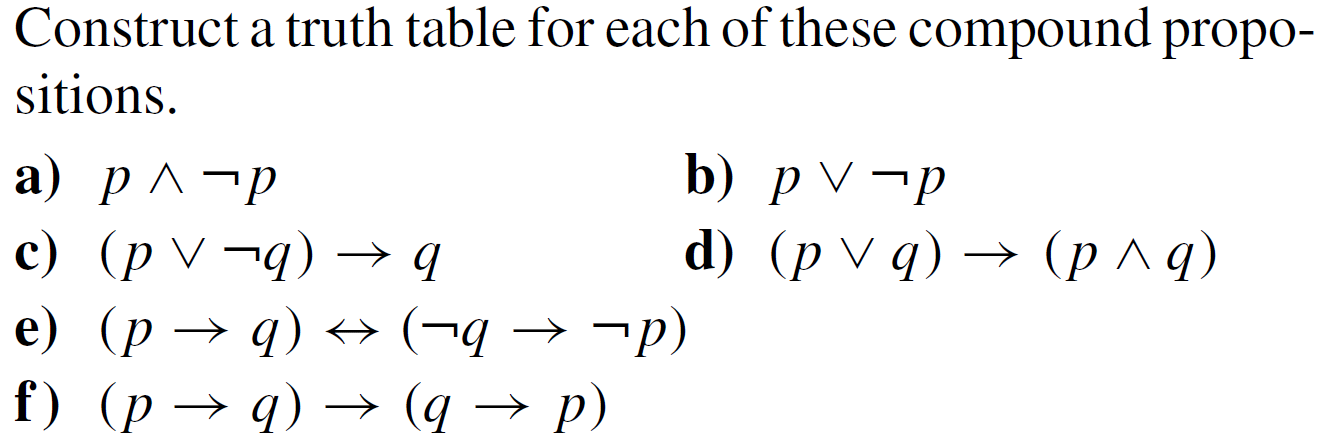 Construct a truth table for each of these compound propo-
sitions.
a) p ∧ ¬p b) p ∨ ¬p
c) (p ∨ ¬q) → q d) (p ∨ q) → (p ∧ q)
e) (p → q) ↔ (¬q → ¬p)
f) (p → q) → (q → p)